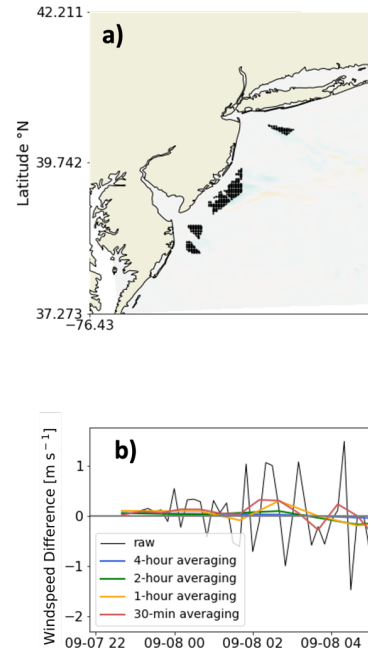 42.211
a)
Latitude °N
39.742
37.273
−76.43
b)
Windspeed Difference [m s⁻¹]
1
0
−1
−2
raw
4-hour averaging
2-hour averaging
1-hour averaging
30-min averaging
09-07 22 09-08 00 09-08 02 09-08 04